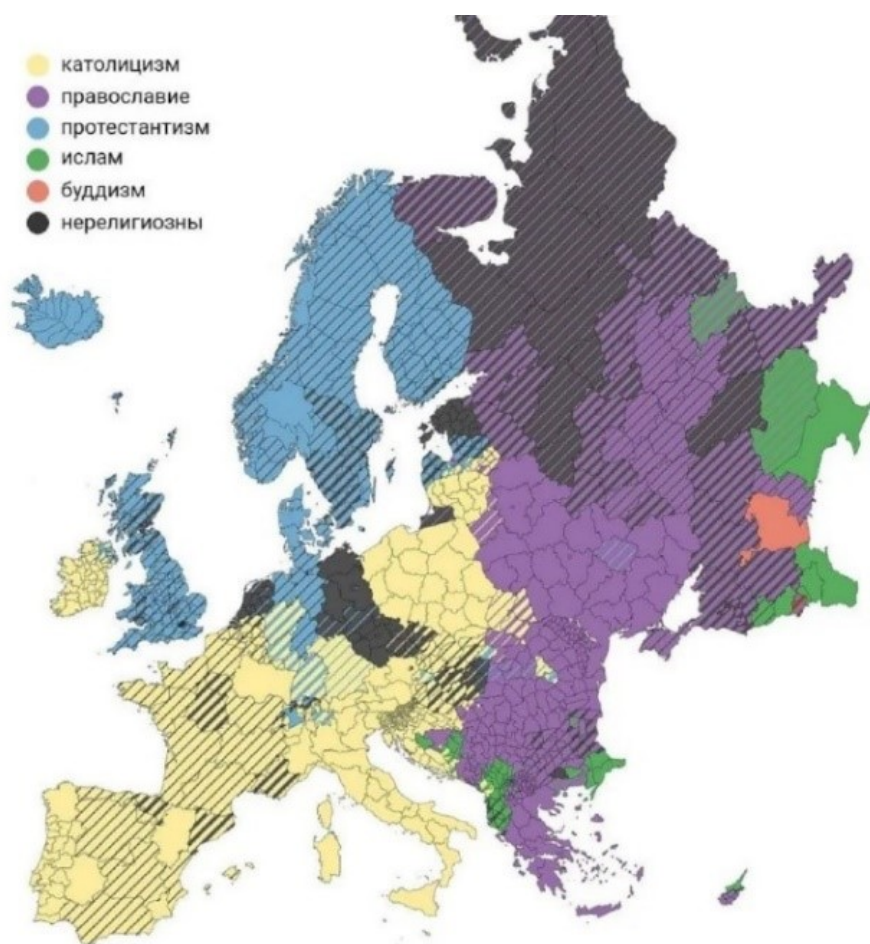 католицизм
православие
протестантизм
ислам
буддизм
нерелигиозны